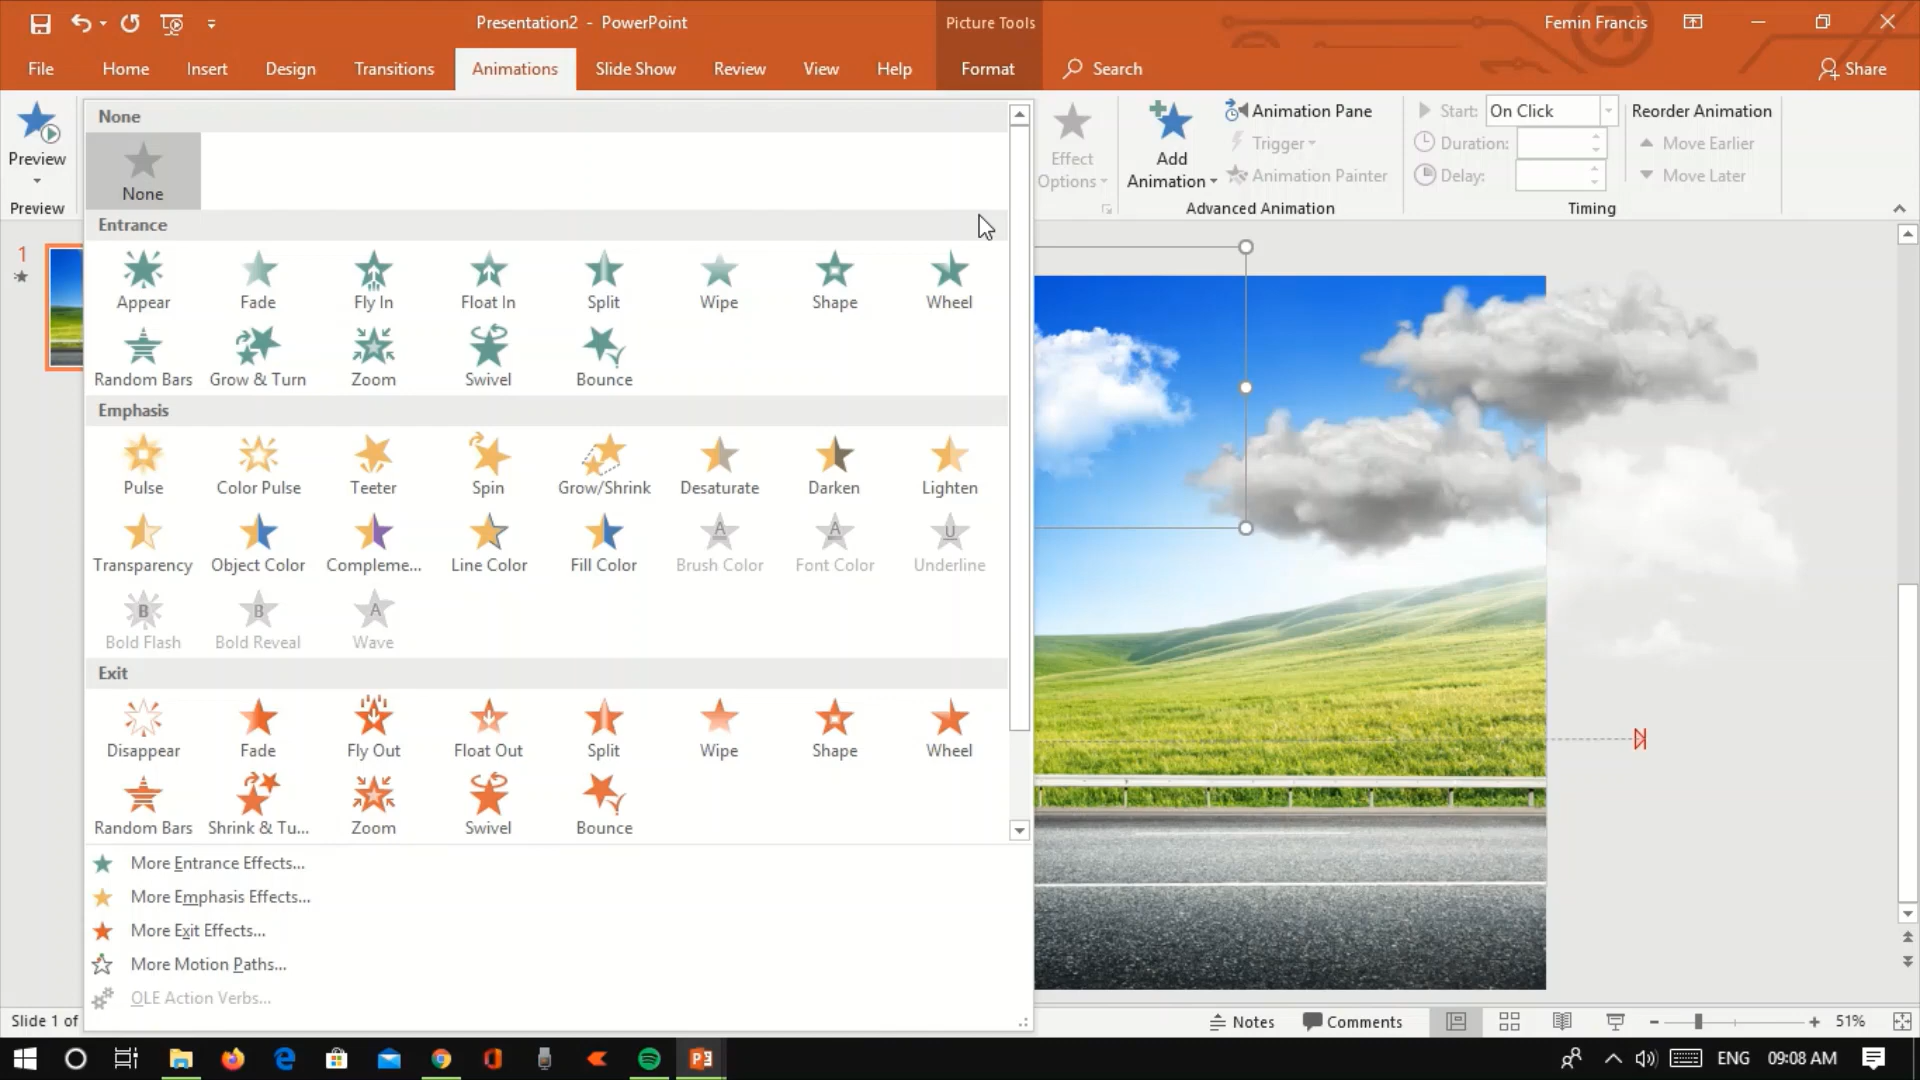 Presentation2 - PowerPoint
Picture Tools
Femin Francis
File Home Insert Design Transitions Animations Slide Show Review View Help Format Search Share
Preview
Preview
None
None
Entrance
Appear Fade Fly In Float In Split Wipe Shape Wheel
Random Bars Grow & Turn Zoom Swivel Bounce
Emphasis
Pulse Color Pulse Teeter Spin Grow/Shrink Desaturate Darken Lighten
Transparency Object Color Compleme... Line Color Fill Color Brush Color Font Color Underline
Bold Flash Bold Reveal Wave
Exit
Disappear Fade Fly Out Float Out Split Wipe Shape Wheel
Random Bars Shrink & Tu... Zoom Swivel Bounce
More Entrance Effects...
More Emphasis Effects...
More Exit Effects...
More Motion Paths...
OLE Action Verbs...
Effect
Options
Add
Animation
Animation Pane
Trigger
Animation Painter
Advanced Animation
Start: On Click
Duration:
Delay:
Timing
Reorder Animation
Move Earlier
Move Later
1
Slide 1 of
Notes Comments 51%
ENG 09:08 AM